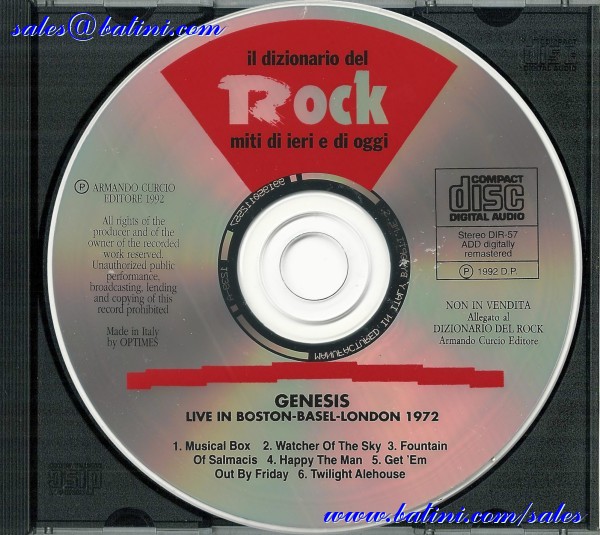 sales@batini.com
il dizionario del
Rock
miti di ieri e di oggi
℗ ARMANDO CURCIO
EDITORE 1992
All rights of the
producer and of the
owner of the recorded
work reserved.
Unauthorized public
performance,
broadcasting, lending
and copying of this
record prohibited
Made in Italy
by OPTIMES
COMPACT
disc
DIGITAL AUDIO
Stereo DIR-57
ADD digitally
remastered
℗ 1992 D.P.
NON IN VENDITA
Allegato al
DIZIONARIO DEL ROCK
Armando Curcio Editore
MANUFACTURED IN ITALY
GENESIS
LIVE IN BOSTON-BASEL-LONDON 1972
1. Musical Box 2. Watcher Of The Sky 3. Fountain
Of Salmacis 4. Happy The Man 5. Get 'Em
Out By Friday 6. Twilight Alehouse
www.batini.com/sales